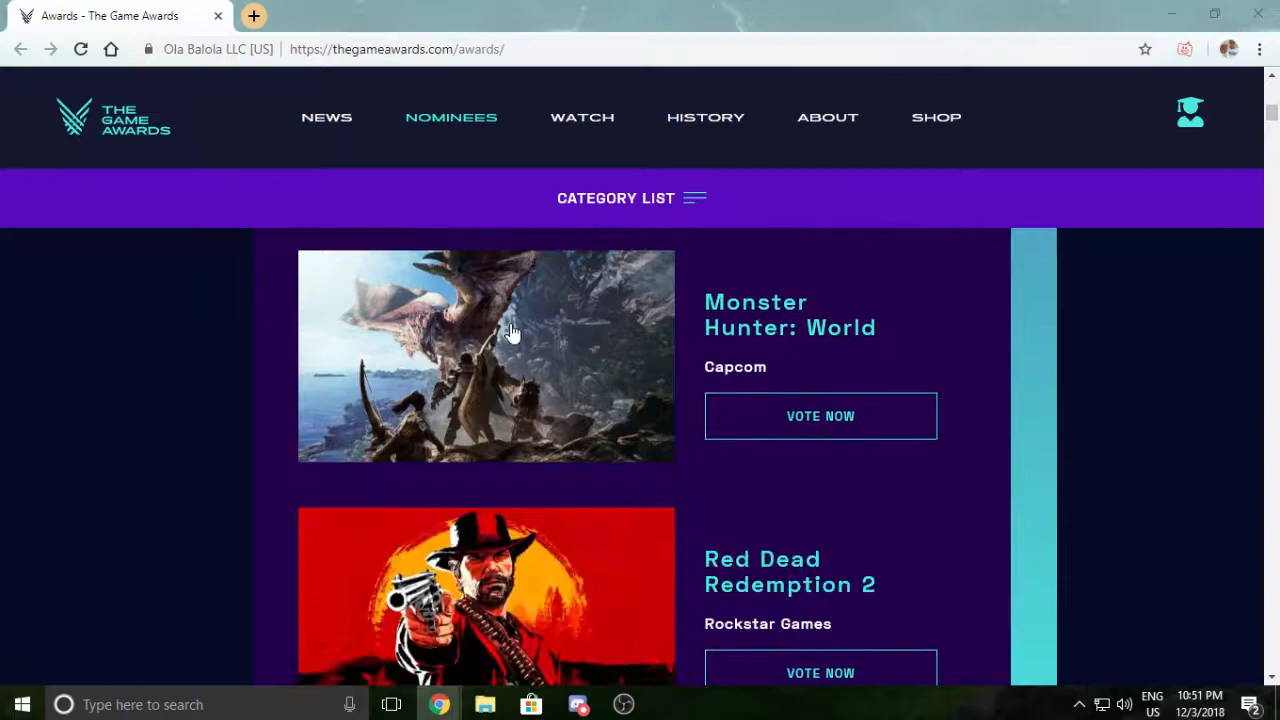 Awards - The Game Awards
Ola Balola LLC [US]
https://thegameawards.com/awards/
THE
GAME
AWARDS
NEWS
NOMINEES
WATCH
HISTORY
ABOUT
SHOP
CATEGORY LIST
Monster
Hunter: World
Capcom
VOTE NOW
Red Dead
Redemption 2
Rockstar Games
VOTE NOW
Type here to search
ENG
US
10:51 PM
12/3/2018
2